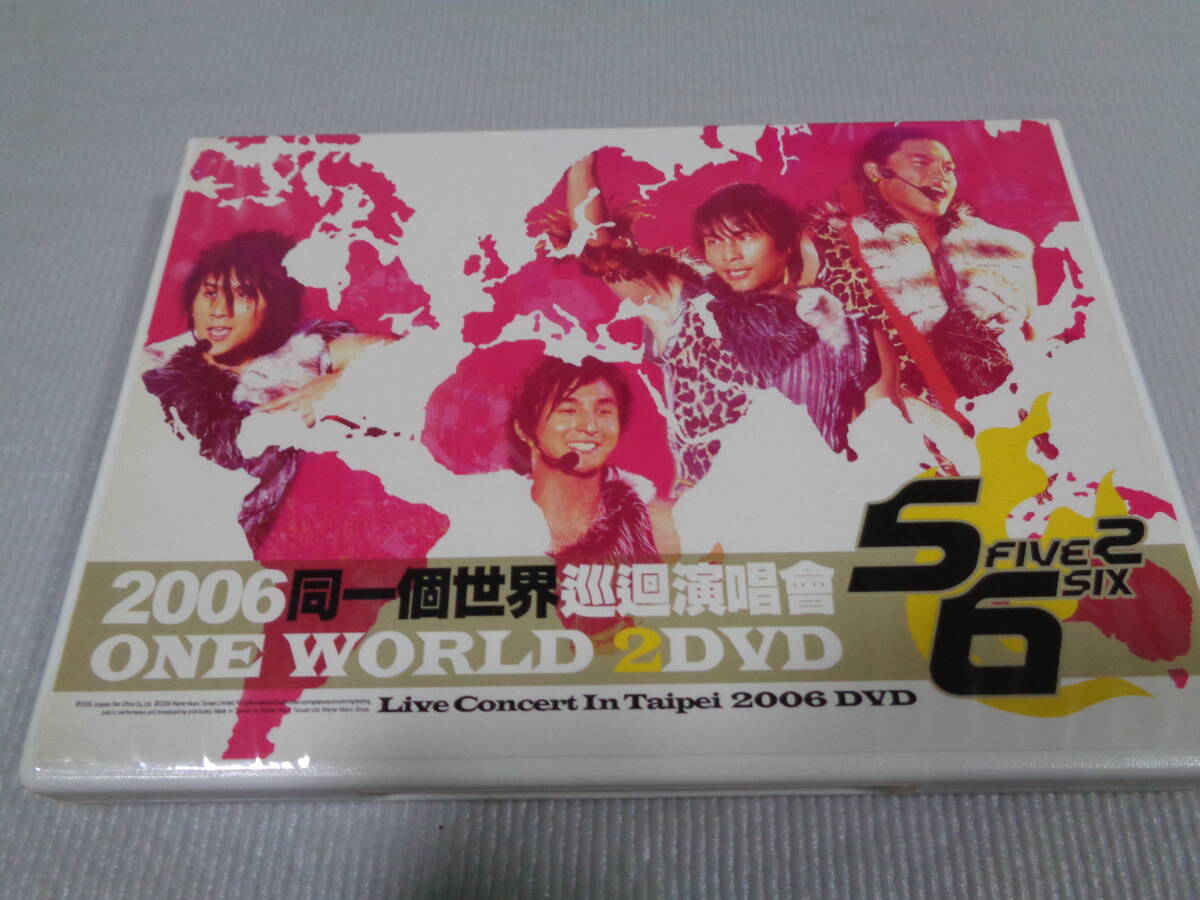 2006同一個世界巡迴演唱會
ONE WORLD 2DVD
5 FIVE 2
6 SIX
Live Concert In Taipei 2006 DVD